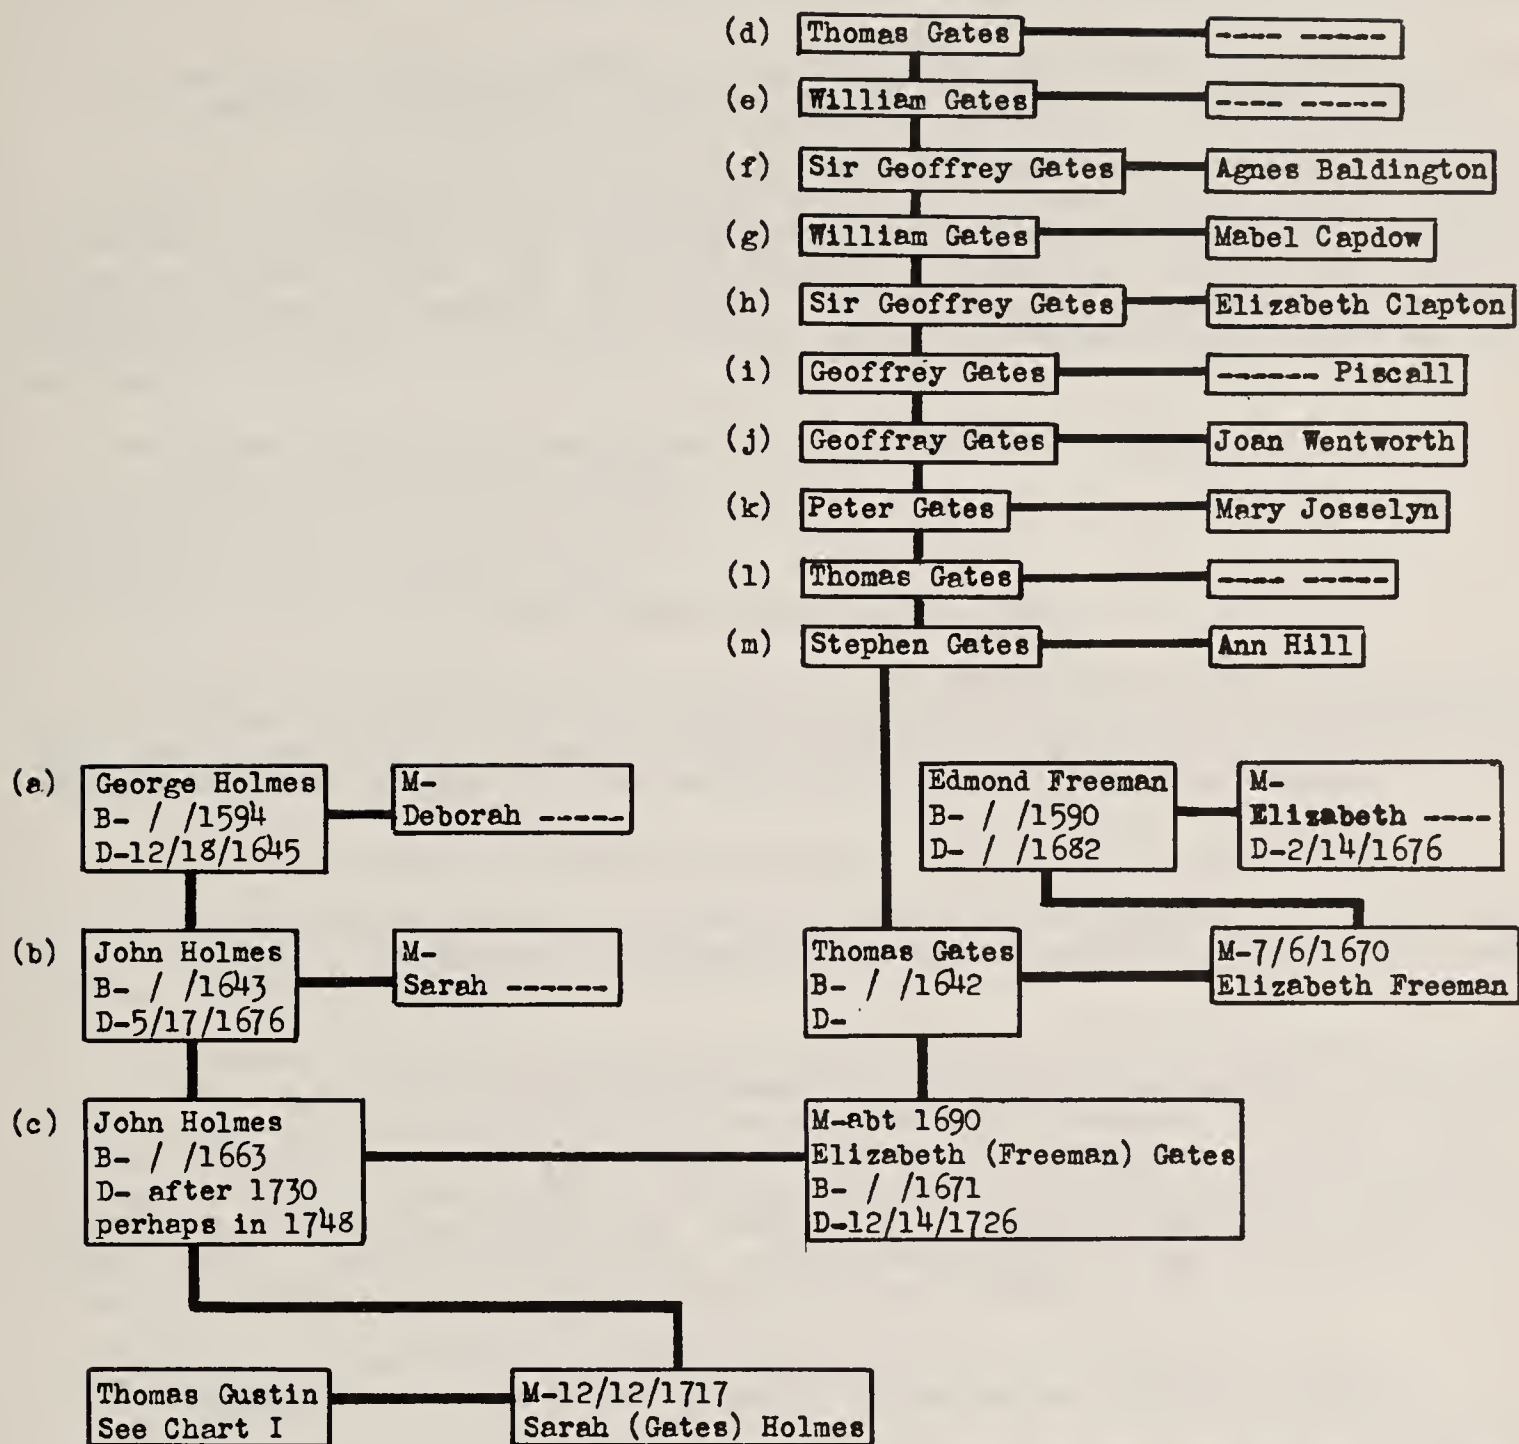 (d) Thomas Gates ---- -----
(e) William Gates ---- -----
(f) Sir Geoffrey Gates Agnes Baldington
(g) William Gates Mabel Capdow
(h) Sir Geoffrey Gates Elizabeth Clapton
(i) Geoffrey Gates ------ Piscall
(j) Geoffray Gates Joan Wentworth
(k) Peter Gates Mary Josselyn
(l) Thomas Gates ---- -----
(m) Stephen Gates Ann Hill
(a) George Holmes
B- / /1594
D-12/18/1645
M-
Deborah -----
Edmond Freeman
B- / /1590
D- / /1682
M-
Elizabeth ----
D-2/14/1676
(b) John Holmes
B- / /1643
D-5/17/1676
M-
Sarah ------
Thomas Gates
B- / /1642
D-
M-7/6/1670
Elizabeth Freeman
(c) John Holmes
B- / /1663
D- after 1730
perhaps in 1748
M-abt 1690
Elizabeth (Freeman) Gates
B- / /1671
D-12/14/1726
Thomas Gustin
See Chart I
M-12/12/1717
Sarah (Gates) Holmes